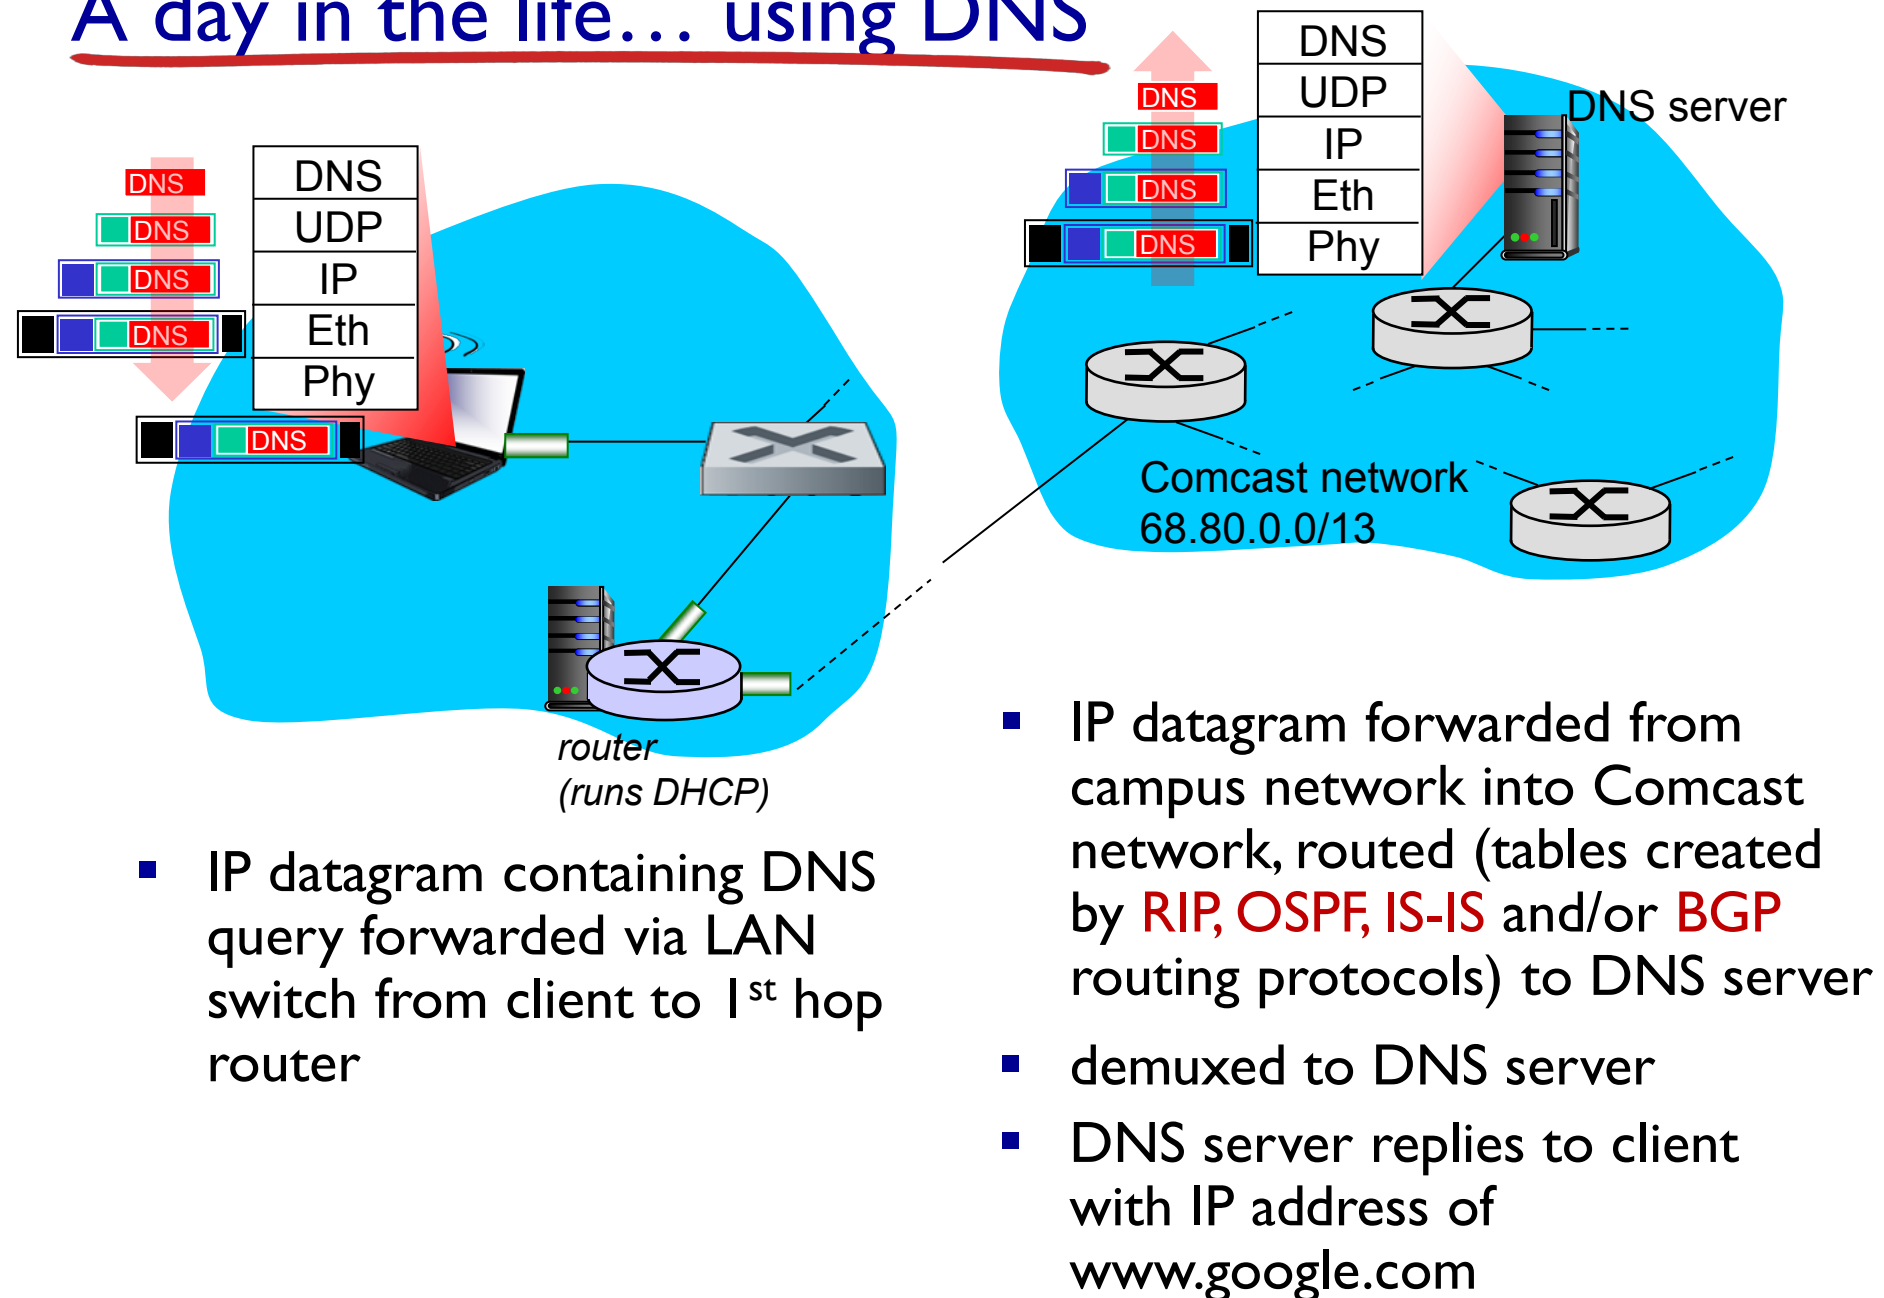 A day in the life… using DNS
DNS
DNS
DNS
DNS
DNS
DNS
UDP
IP
Eth
Phy
DNS
DNS
DNS
DNS
DNS
UDP
IP
Eth
Phy
DNS server
Comcast network
68.80.0.0/13
router
(runs DHCP)
▪ IP datagram containing DNS
query forwarded via LAN
switch from client to 1st hop
router
▪ IP datagram forwarded from
campus network into Comcast
network, routed (tables created
by RIP, OSPF, IS-IS and/or BGP
routing protocols) to DNS server
▪ demuxed to DNS server
▪ DNS server replies to client
with IP address of
www.google.com